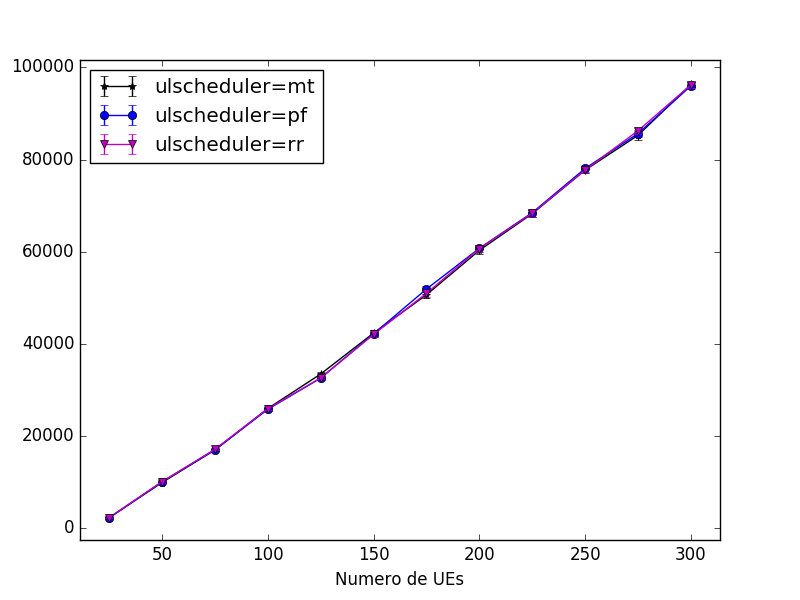 100000
80000
60000
40000
20000
0
ulscheduler=mt
ulscheduler=pf
ulscheduler=rr
50 100 150 200 250 300
Numero de UEs